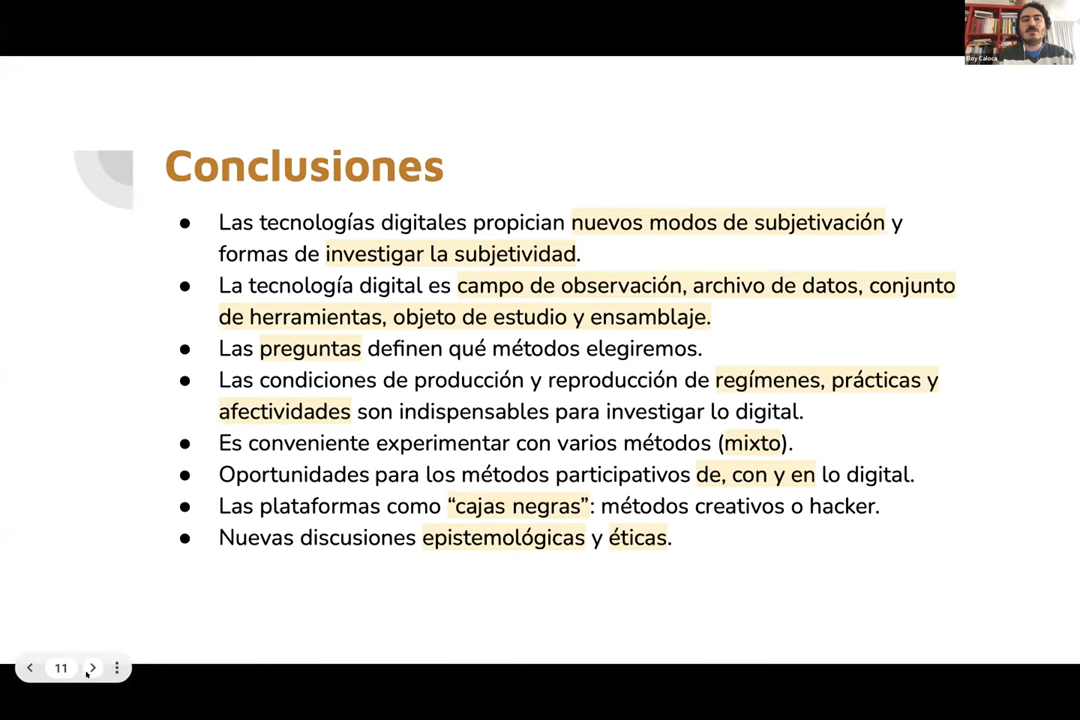 Eloy Caloca
Conclusiones
● Las tecnologías digitales propician nuevos modos de subjetivación y
formas de investigar la subjetividad.
● La tecnología digital es campo de observación, archivo de datos, conjunto
de herramientas, objeto de estudio y ensamblaje.
● Las preguntas definen qué métodos elegiremos.
● Las condiciones de producción y reproducción de regímenes, prácticas y
afectividades son indispensables para investigar lo digital.
● Es conveniente experimentar con varios métodos (mixto).
● Oportunidades para los métodos participativos de, con y en lo digital.
● Las plataformas como “cajas negras”: métodos creativos o hacker.
● Nuevas discusiones epistemológicas y éticas.
11